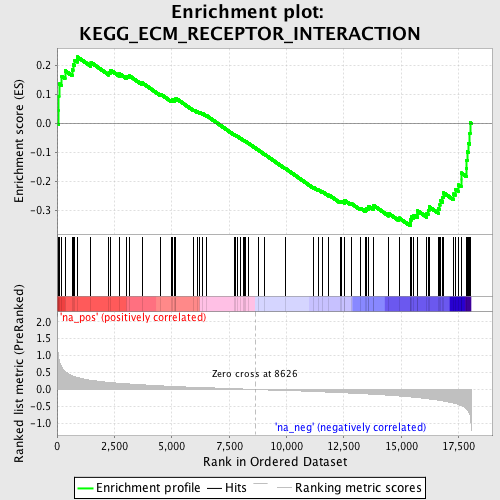 Enrichment plot:
KEGG_ECM_RECEPTOR_INTERACTION
Enrichment score (ES)
0.2
0.1
0.0
-0.1
-0.2
-0.3
'na_pos' (positively correlated)
Ranked list metric (PreRanked)
2.0
1.5
1.0
0.5
0.0
-0.5
-1.0
Zero cross at 8626
'na_neg' (negatively correlated)
0
2,500
5,000
7,500
10,000
12,500
15,000
17,500
Rank in Ordered Dataset
Enrichment profile
Hits
Ranking metric scores